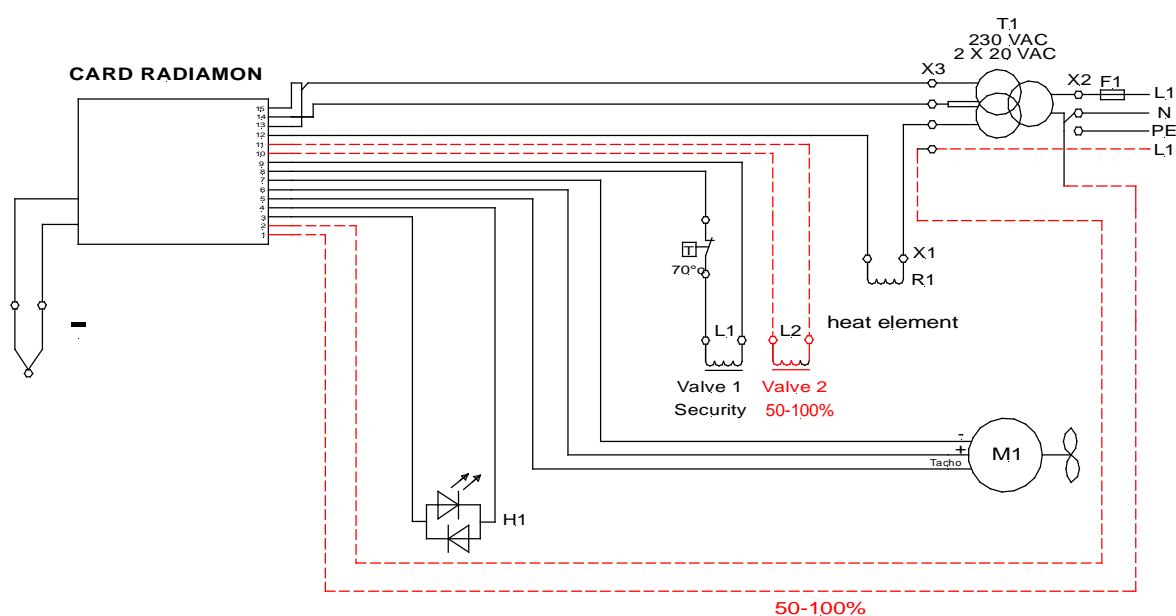 T1
230 VAC
2 X 20 VAC
CARD RADIAMON
X3
X2
F1
L1
N
PE
L1
15
14
13
12
11
10
9
8
7
6
5
4
3
2
1
T
70°c
X1
R1
heat element
L1
L2
Valve 1
Valve 2
Security
50-100%
-
+
Tacho
M1
H1
50-100%